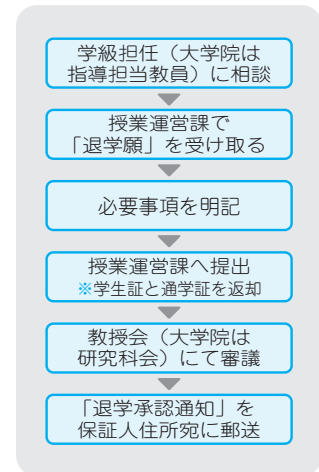 学級担任（大学院は
指導担当教員）に相談
授業運営課で
「退学願」を受け取る
必要事項を明記
授業運営課へ提出
※学生証と通学証を返却
教授会（大学院は
研究科会）にて審議
「退学承認通知」を
保証人住所宛に郵送